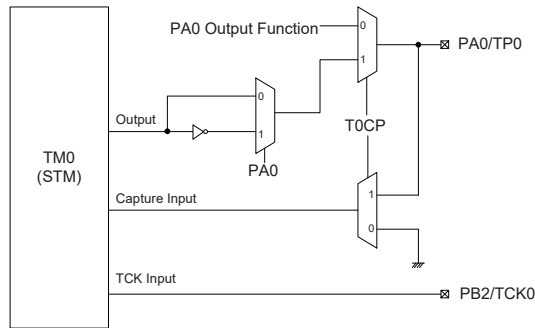 PA0 Output Function
0
1
PA0/TP0
Output
0
1
PA0
T0CP
TM0
(STM)
Capture Input
1
0
TCK Input
PB2/TCK0